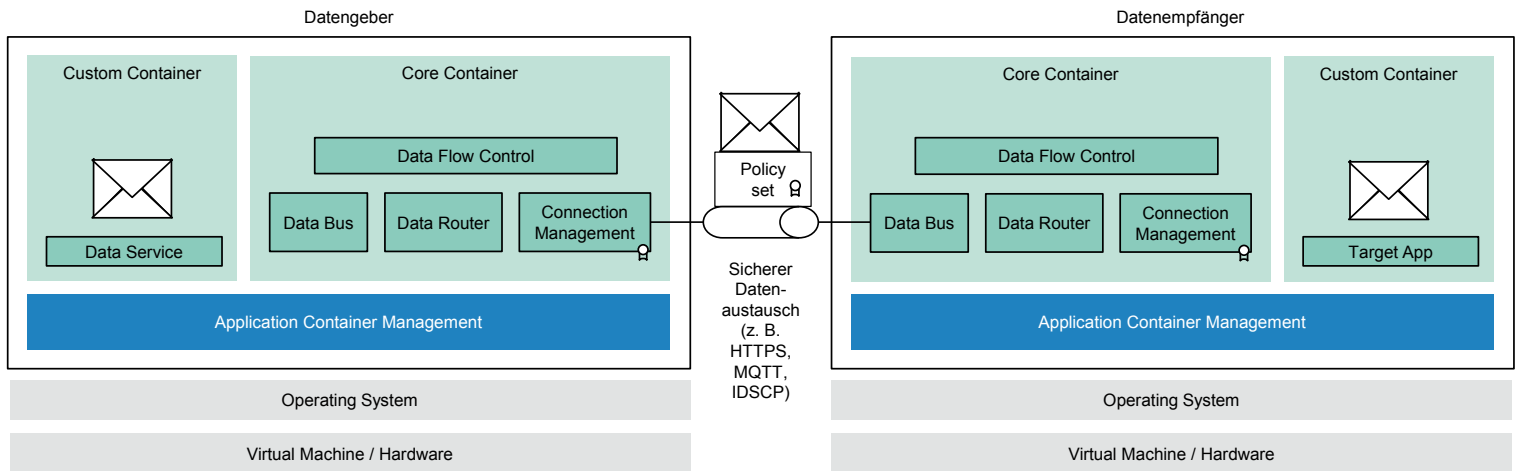 Datengeber
Custom Container
Core Container
Data Flow Control
Data Bus
Data Router
Connection
Management
Data Service
Application Container Management
Operating System
Virtual Machine / Hardware
Policy
set
Sicherer
Daten-
austausch
(z. B.
HTTPS,
MQTT,
IDSCP)
Datenempfänger
Core Container
Custom Container
Data Flow Control
Data Bus
Data Router
Connection
Management
Target App
Application Container Management
Operating System
Virtual Machine / Hardware